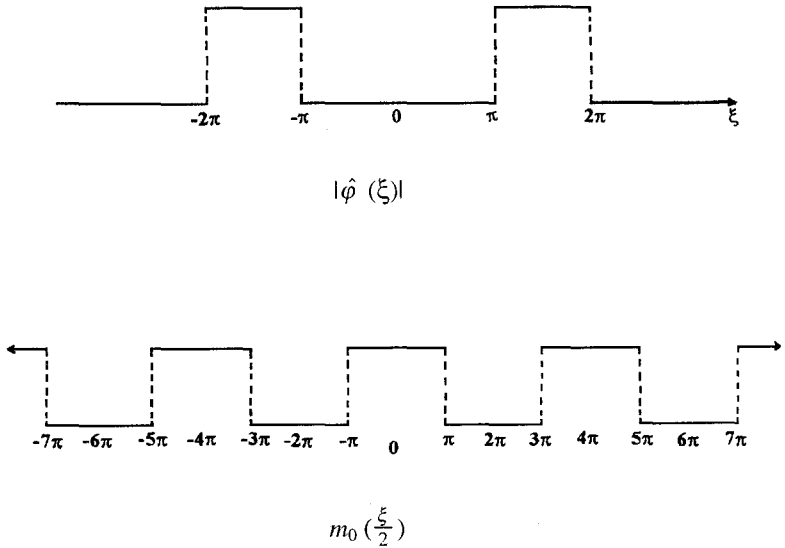 -2π -π 0 π 2π ξ
|φ̂ (ξ)|
-7π -6π -5π -4π -3π -2π -π 0 π 2π 3π 4π 5π 6π 7π
m₀(ξ/2)